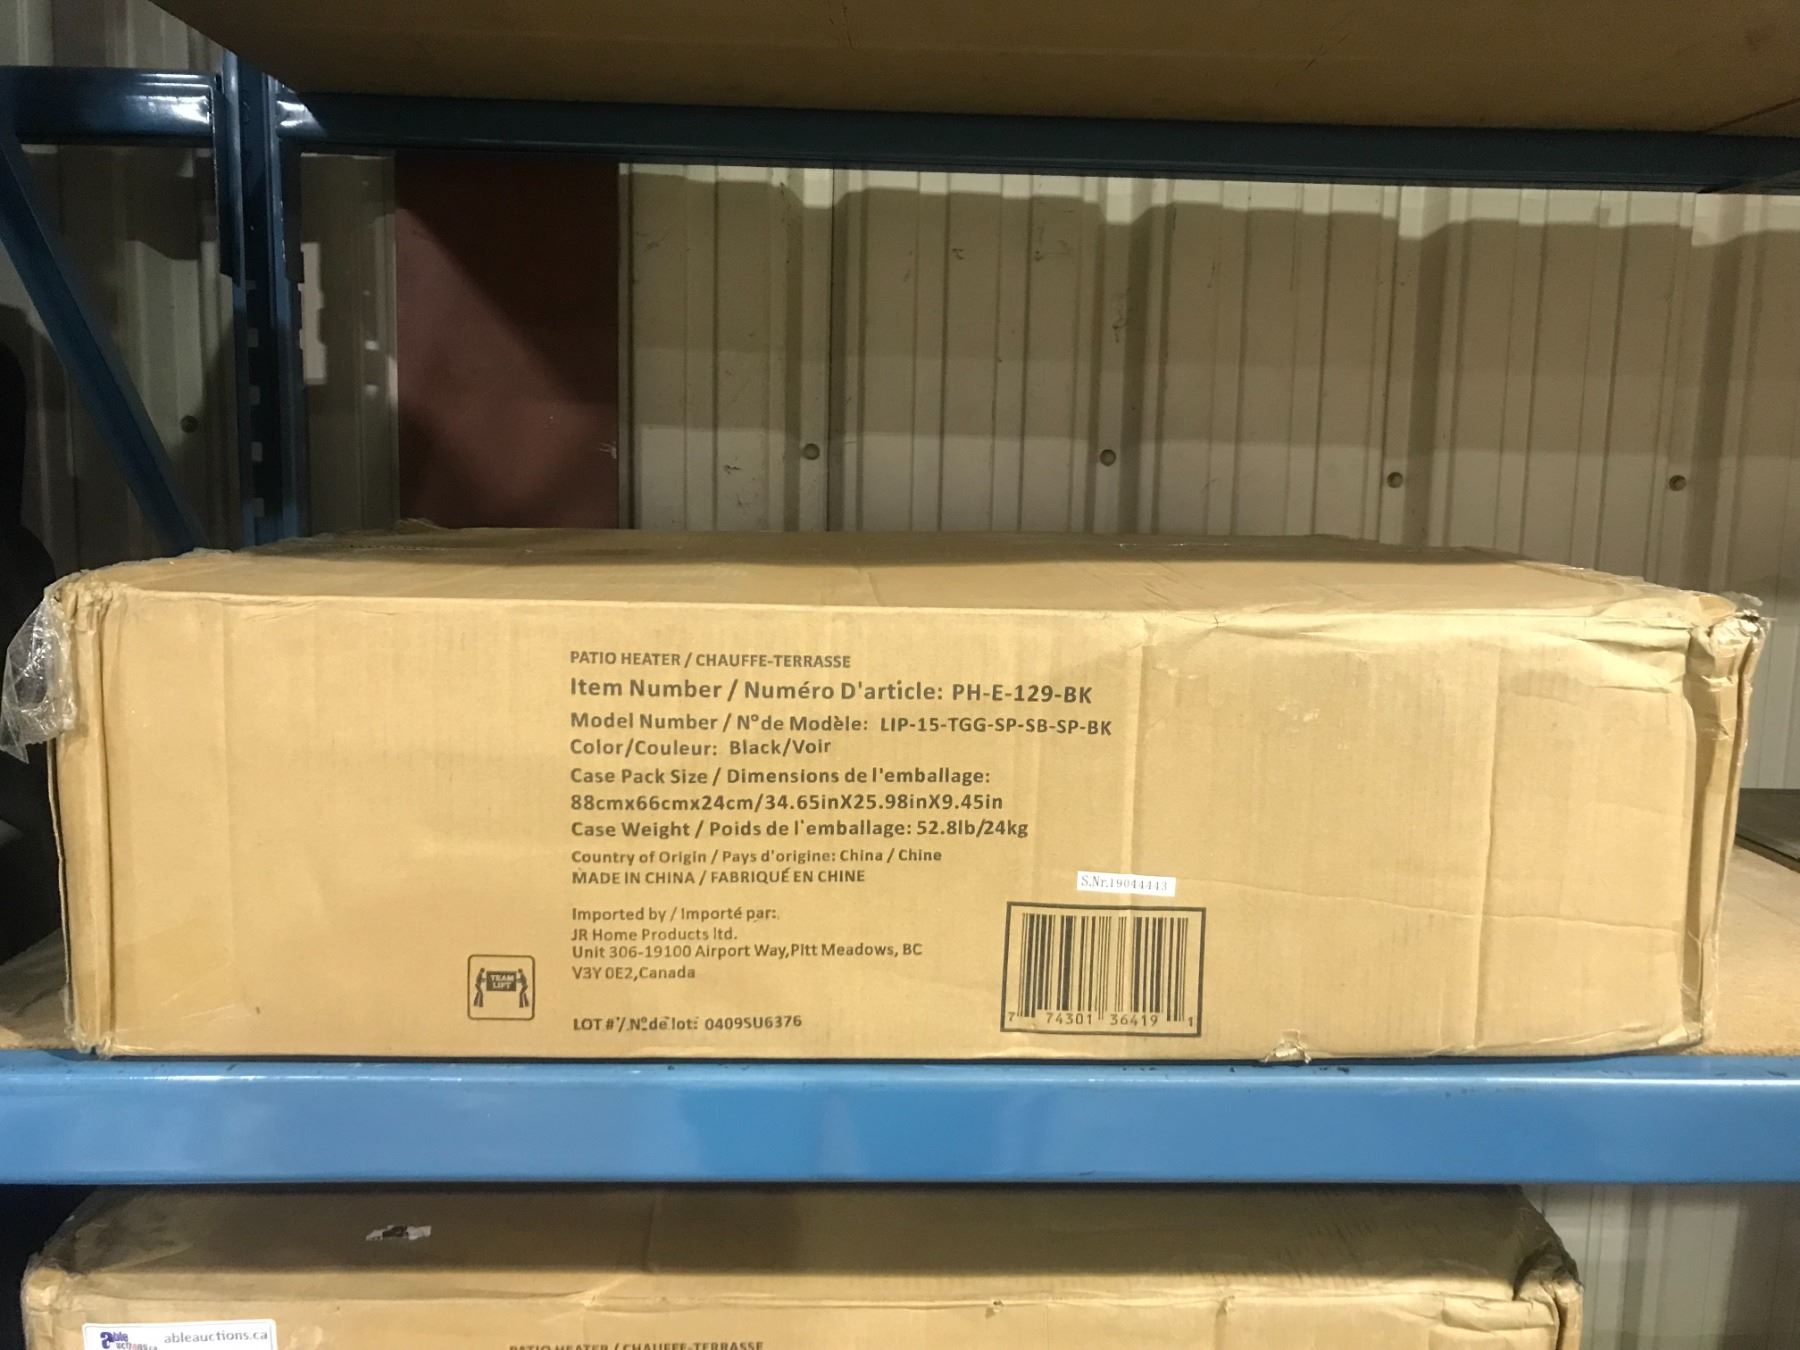 PATIO HEATER / CHAUFFE-TERRASSE
Item Number / Numéro D'article: PH-E-129-BK
Model Number / N° de Modèle: LIP-15-TGG-SP-SB-SP-BK
Color/Couleur: Black/Voir
Case Pack Size / Dimensions de l'emballage:
88cmx66cmx24cm/34.65inX25.98inX9.45in
Case Weight / Poids de l'emballage: 52.8lb/24kg
Country of Origin / Pays d'origine: China / Chine
MADE IN CHINA / FABRIQUÉ EN CHINE
S.Nr.19044443
Imported by / Importé par:
JR Home Products ltd.
Unit 306-19100 Airport Way,Pitt Meadows, BC
V3Y 0E2,Canada
TEAM
LIFT
LOT # / N° de lot: 0409SU6376
7 74301 36419 1
able
auctions.ca
ableauctions.ca
PATIO HEATER / CHAUFFE-TERRASSE